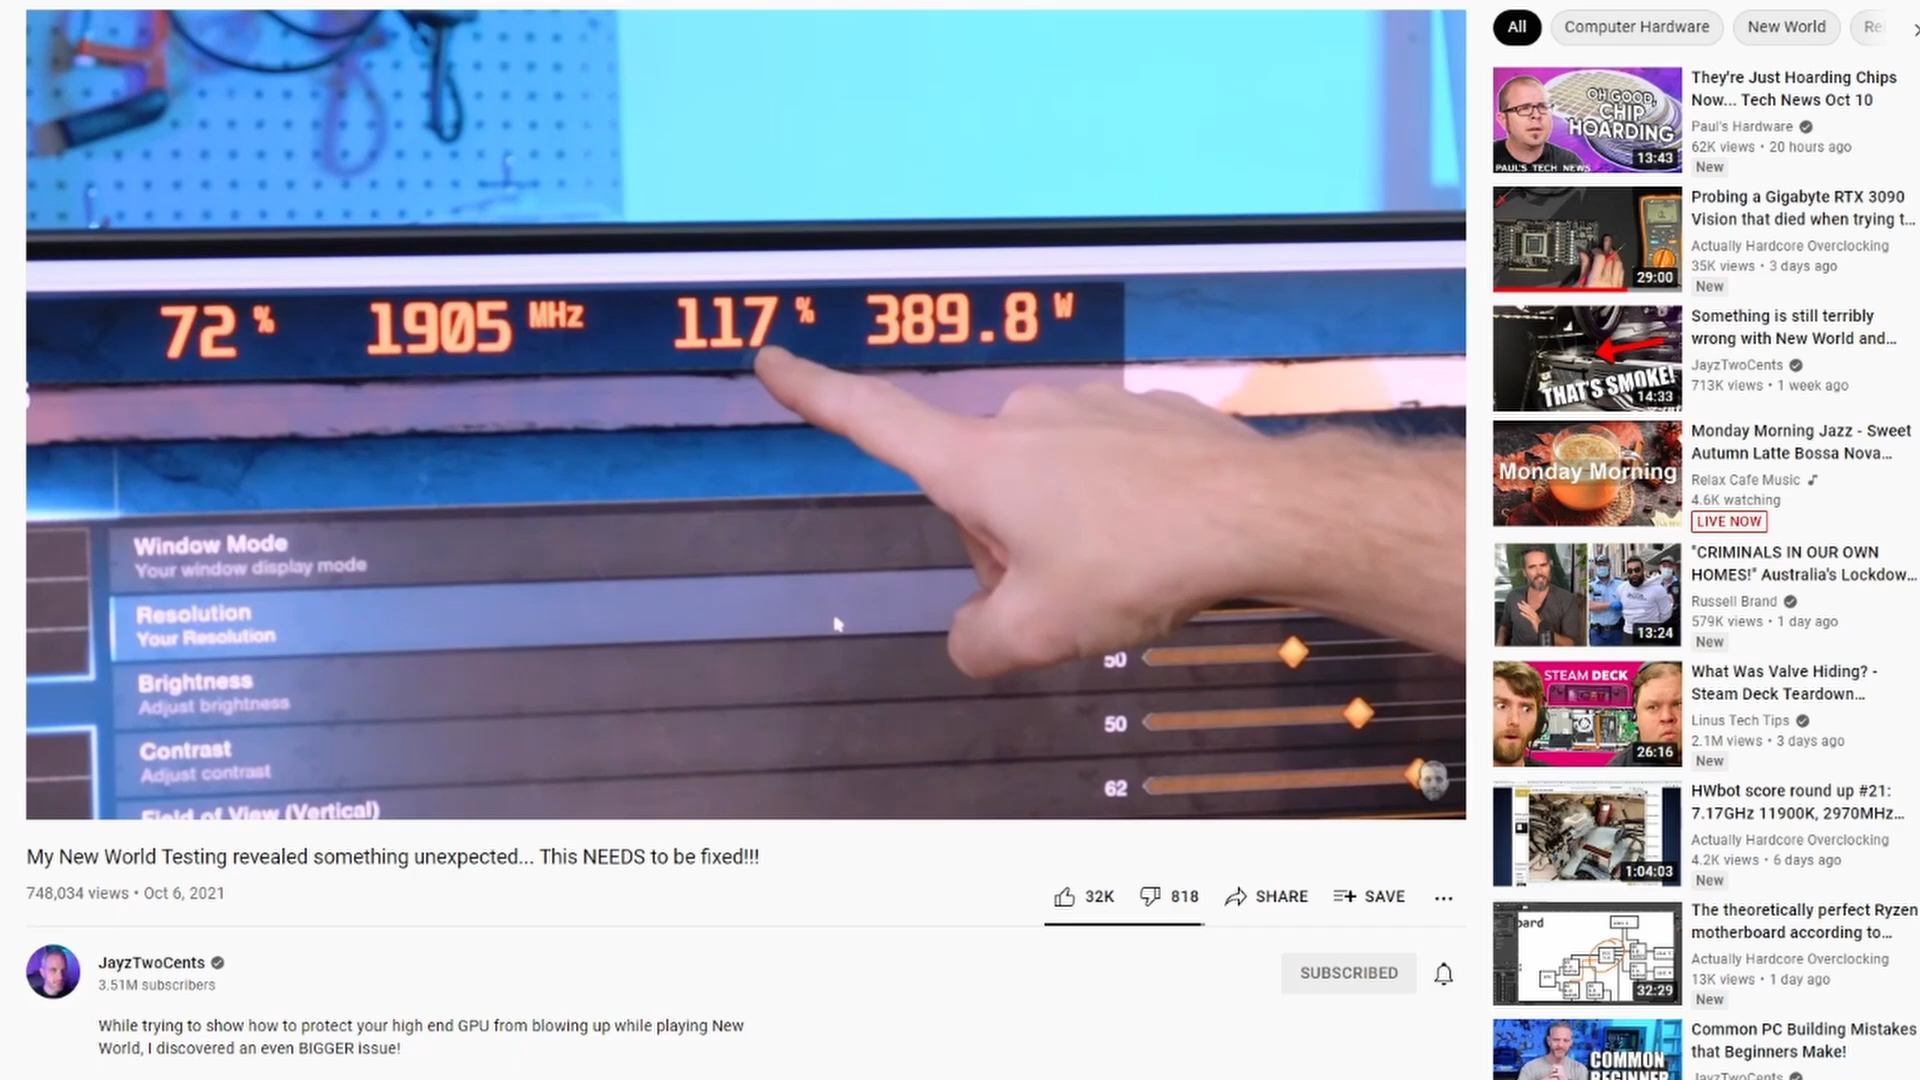 72 %
1905 MHz
117 %
389.8 W
Window Mode
Your window display mode
Resolution
Your Resolution
Brightness
Adjust brightness
50
Contrast
Adjust contrast
50
Field of View (Vertical)
62
My New World Testing revealed something unexpected... This NEEDS to be fixed!!!
748,034 views • Oct 6, 2021
32K
818
SHARE
SAVE
JayzTwoCents
3.51M subscribers
SUBSCRIBED
While trying to show how to protect your high end GPU from blowing up while playing New
World, I discovered an even BIGGER issue!
All
Computer Hardware
New World
OH GOOD,
CHIP
HOARDING
PAUL'S TECH NEWS
13:43
They're Just Hoarding Chips
Now... Tech News Oct 10
Paul's Hardware
62K views • 20 hours ago
New
29:00
Probing a Gigabyte RTX 3090
Vision that died when trying t...
Actually Hardcore Overclocking
35K views • 3 days ago
New
THAT'S SMOKE!
14:33
Something is still terribly
wrong with New World and...
JayzTwoCents
713K views • 1 week ago
Monday Morning
Monday Morning Jazz - Sweet
Autumn Latte Bossa Nova...
Relax Cafe Music
4.6K watching
LIVE NOW
13:24
"CRIMINALS IN OUR OWN
HOMES!" Australia's Lockdow...
Russell Brand
579K views • 1 day ago
New
STEAM DECK
26:16
What Was Valve Hiding? -
Steam Deck Teardown...
Linus Tech Tips
2.1M views • 3 days ago
New
1:04:03
HWbot score round up #21:
7.17GHz 11900K, 2970MHz...
Actually Hardcore Overclocking
4.2K views • 6 days ago
New
32:29
The theoretically perfect Ryzen
motherboard according to...
Actually Hardcore Overclocking
13K views • 1 day ago
New
COMMON
BEGINNER
Common PC Building Mistakes
that Beginners Make!
JayzTwoCents